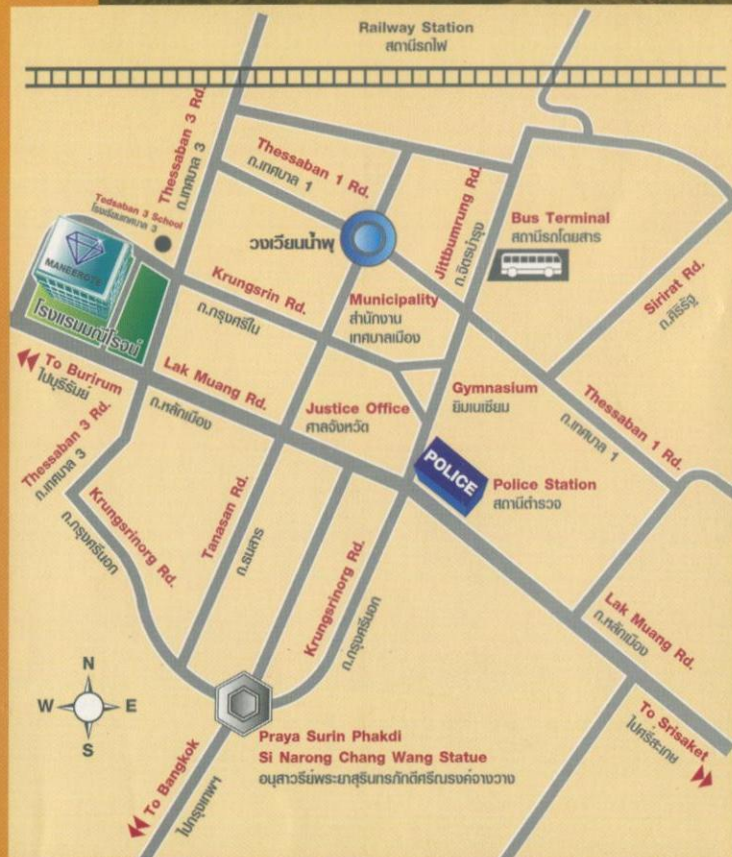 Railway Station
สถานีรถไฟ
Thessaban 3 Rd.
ถ.เทศบาล 3
Thessaban 1 Rd.
ถ.เทศบาล 1
Tedsaban 3 School
โรงเรียนเทศบาล 3
Jittbumrung Rd.
ถ.จิตรบำรุง
Bus Terminal
สถานีรถโดยสาร
วงเวียนน้ำพุ
MANEEROTE
โรงแรมมณีโรจน์
Krungsrin Rd.
ถ.กรุงศรีใน
Municipality
สำนักงาน
เทศบาลเมือง
Sirirat Rd.
ถ.ศิริรัฐ
To Burirum
ไปบุรีรัมย์
Lak Muang Rd.
ถ.หลักเมือง
Justice Office
ศาลจังหวัด
Gymnasium
ยิมเนเซียม
Thessaban 1 Rd.
ถ.เทศบาล 1
Thessaban 3 Rd.
ถ.เทศบาล 3
POLICE
Police Station
สถานีตำรวจ
Krungsrinorg Rd.
ถ.กรุงศรีนอก
Tanasan Rd.
ถ.ธนสาร
Krungsrinorg Rd.
ถ.กรุงศรีนอก
Lak Muang Rd.
ถ.หลักเมือง
N
W
E
S
Praya Surin Phakdi
Si Narong Chang Wang Statue
อนุสาวรีย์พระยาสุรินทรภักดีศรีณรงค์จางวาง
To Bangkok
ไปกรุงเทพฯ
To Srisaket
ไปศรีสะเกษ